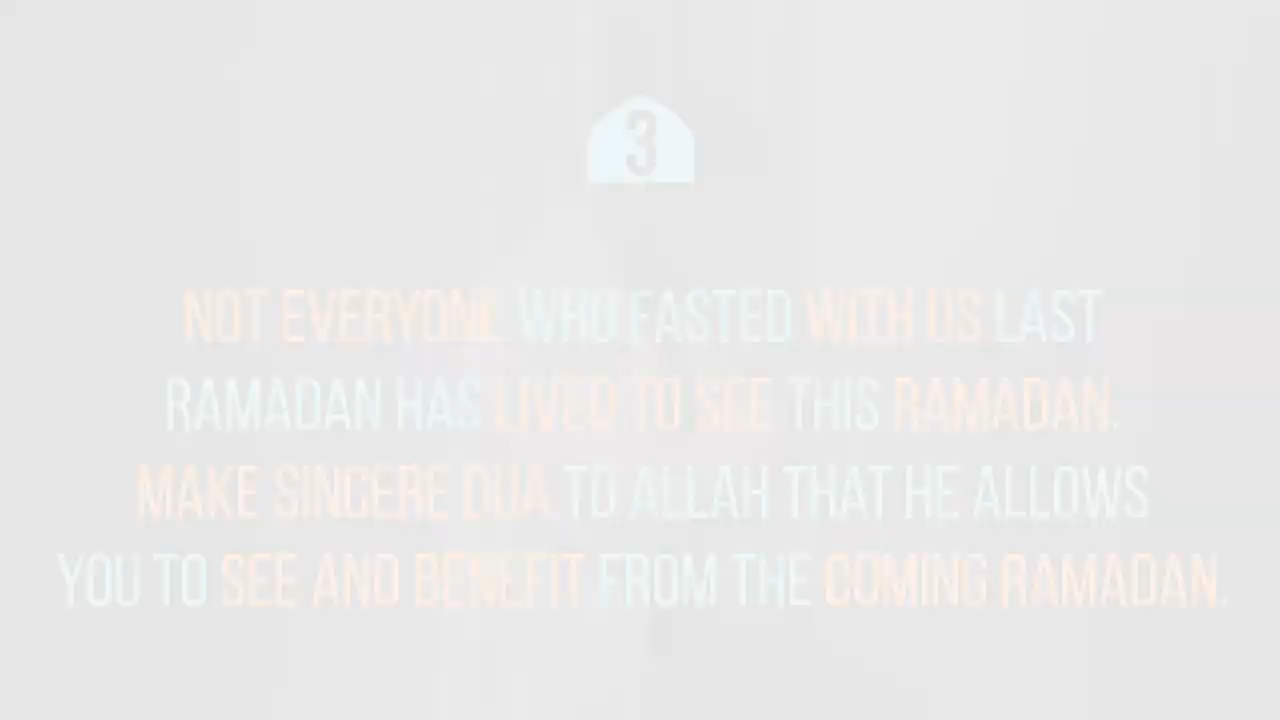 3
NOT EVERYONE WHO FASTED WITH US LAST
RAMADAN HAS LIVED TO SEE THIS RAMADAN.
MAKE SINCERE DUA TO ALLAH THAT HE ALLOWS
YOU TO SEE AND BENEFIT FROM THE COMING RAMADAN.